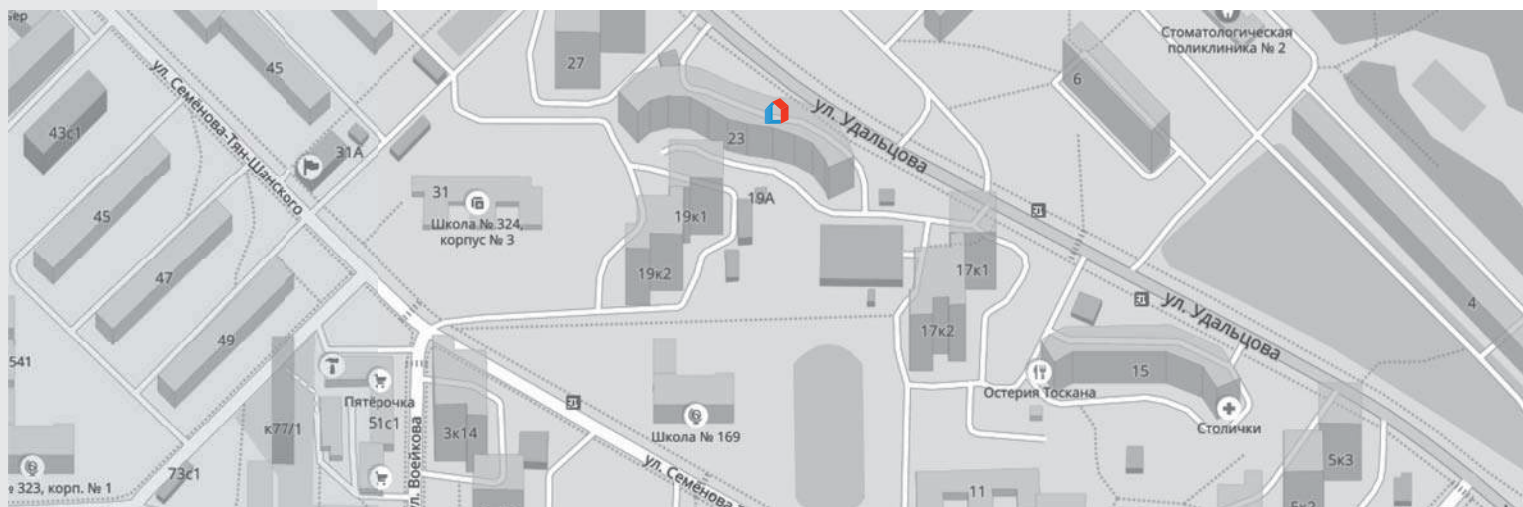 45
27
Стоматологическая
поликлиника № 2
6
ул. Семёнова-Тян-Шанского
43с1
31А
23
ул. Удальцова
31
Школа № 324,
корпус № 3
19к1
19А
45
47
19к2
17к1
17к2
49
4
ул. Удальцова
541
15
Остерия Тоскана
Столички
Пятёрочка
51с1
к77/1
3к14
Школа № 169
ул. Воейкова
73с1
323, корп. № 1
ул. Семёнова-Т
11
5к3
5к2